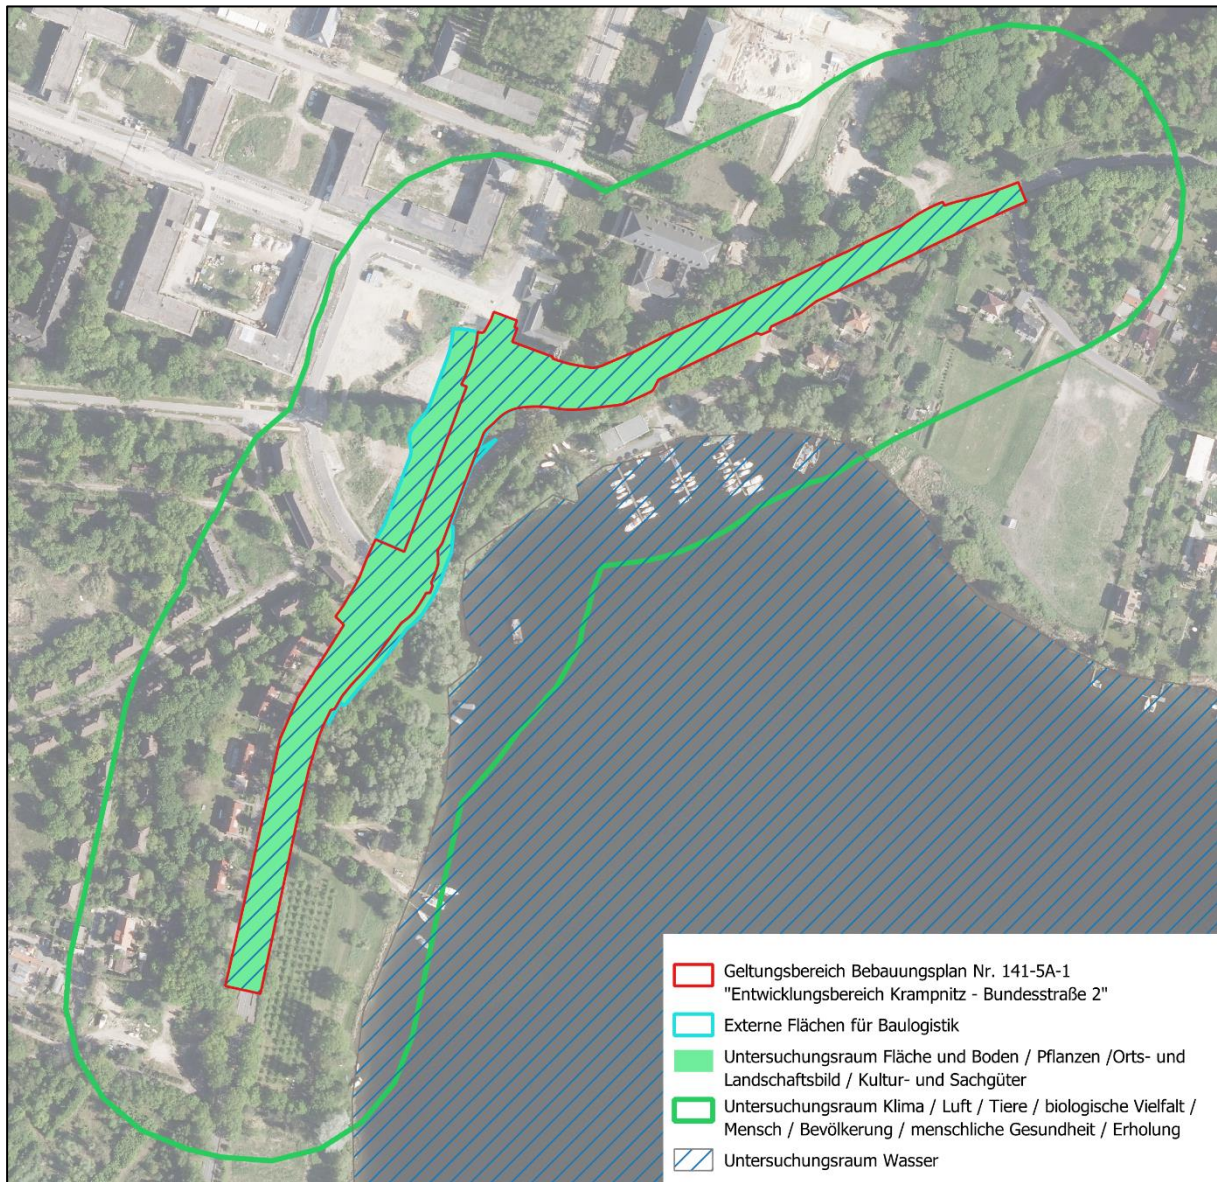 Geltungsbereich Bebauungsplan Nr. 141-5A-1
"Entwicklungsbereich Krampnitz - Bundesstraße 2"
Externe Flächen für Baulogistik
Untersuchungsraum Fläche und Boden / Pflanzen /Orts- und
Landschaftsbild / Kultur- und Sachgüter
Untersuchungsraum Klima / Luft / Tiere / biologische Vielfalt /
Mensch / Bevölkerung / menschliche Gesundheit / Erholung
Untersuchungsraum Wasser